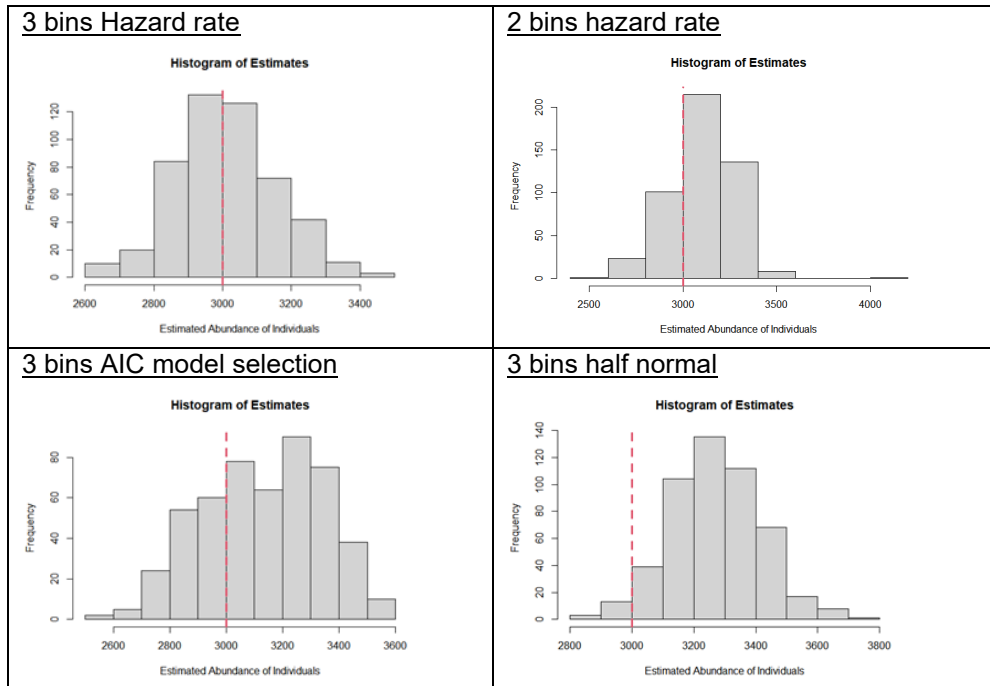 3 bins Hazard rate
Histogram of Estimates
Frequency
0 20 40 60 80 100 120
2600 2800 3000 3200 3400
Estimated Abundance of Individuals
2 bins hazard rate
Histogram of Estimates
Frequency
0 50 100 150 200
2500 3000 3500 4000
Estimated Abundance of Individuals
3 bins AIC model selection
Histogram of Estimates
Frequency
0 20 40 60 80
2600 2800 3000 3200 3400 3600
Estimated Abundance of Individuals
3 bins half normal
Histogram of Estimates
Frequency
0 20 40 60 80 100 120 140
2800 3000 3200 3400 3600 3800
Estimated Abundance of Individuals